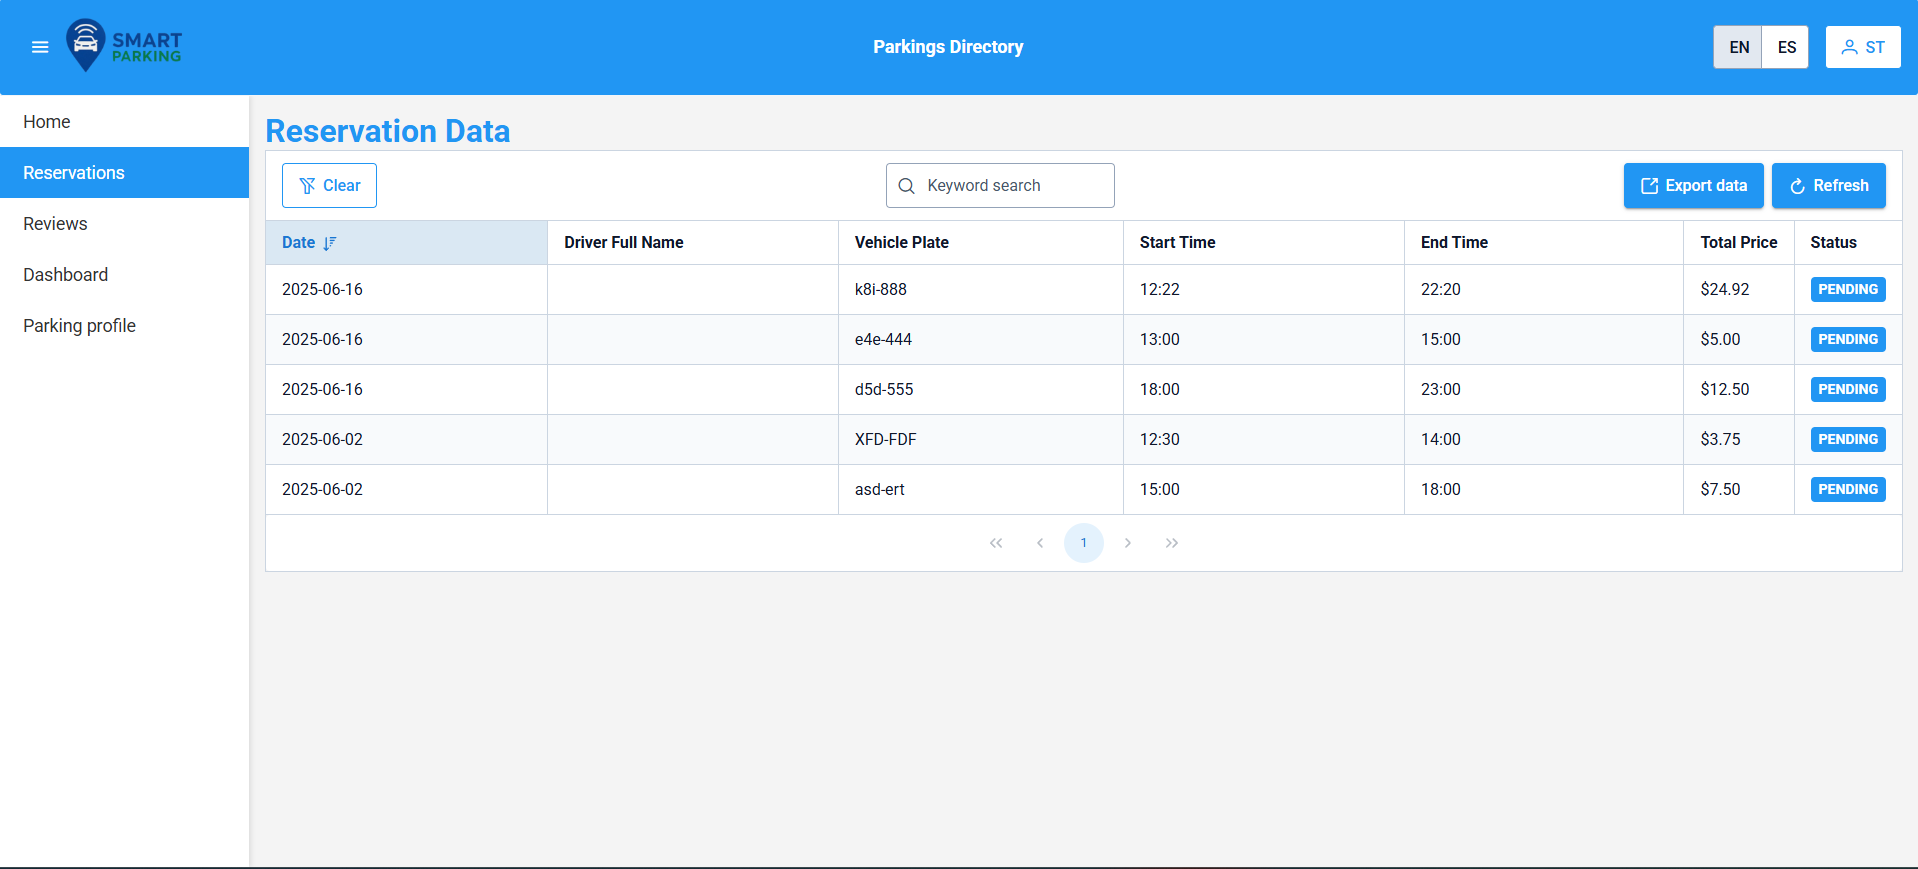 SMART
PARKING
Parkings Directory
EN ES
ST
Home
Reservations
Reviews
Dashboard
Parking profile
Reservation Data
Clear
Keyword search
Export data
Refresh
Date Driver Full Name Vehicle Plate Start Time End Time Total Price Status
2025-06-16 k8i-888 12:22 22:20 $24.92 PENDING
2025-06-16 e4e-444 13:00 15:00 $5.00 PENDING
2025-06-16 d5d-555 18:00 23:00 $12.50 PENDING
2025-06-02 XFD-FDF 12:30 14:00 $3.75 PENDING
2025-06-02 asd-ert 15:00 18:00 $7.50 PENDING
1